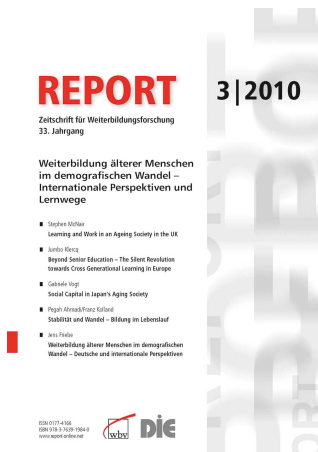 REPORT
3|2010
Zeitschrift für Weiterbildungsforschung
33. Jahrgang
Weiterbildung älterer Menschen
im demografischen Wandel –
Internationale Perspektiven und
Lernwege
Stephen McNair
Learning and Work in an Ageing Society in the UK
Jumbo Klercq
Beyond Senior Education – The Silent Revolution
towards Cross Generational Learning in Europe
Gabriele Vogt
Social Capital in Japan's Aging Society
Pegah Ahmadi/Franz Kolland
Stabilität und Wandel – Bildung im Lebenslauf
Jens Friebe
Weiterbildung älterer Menschen im demografischen
Wandel – Deutsche und internationale Perspektiven
ISSN 0177-4166
ISBN 978-3-7639-1984-0
www.report-online.net
wbv
DIE